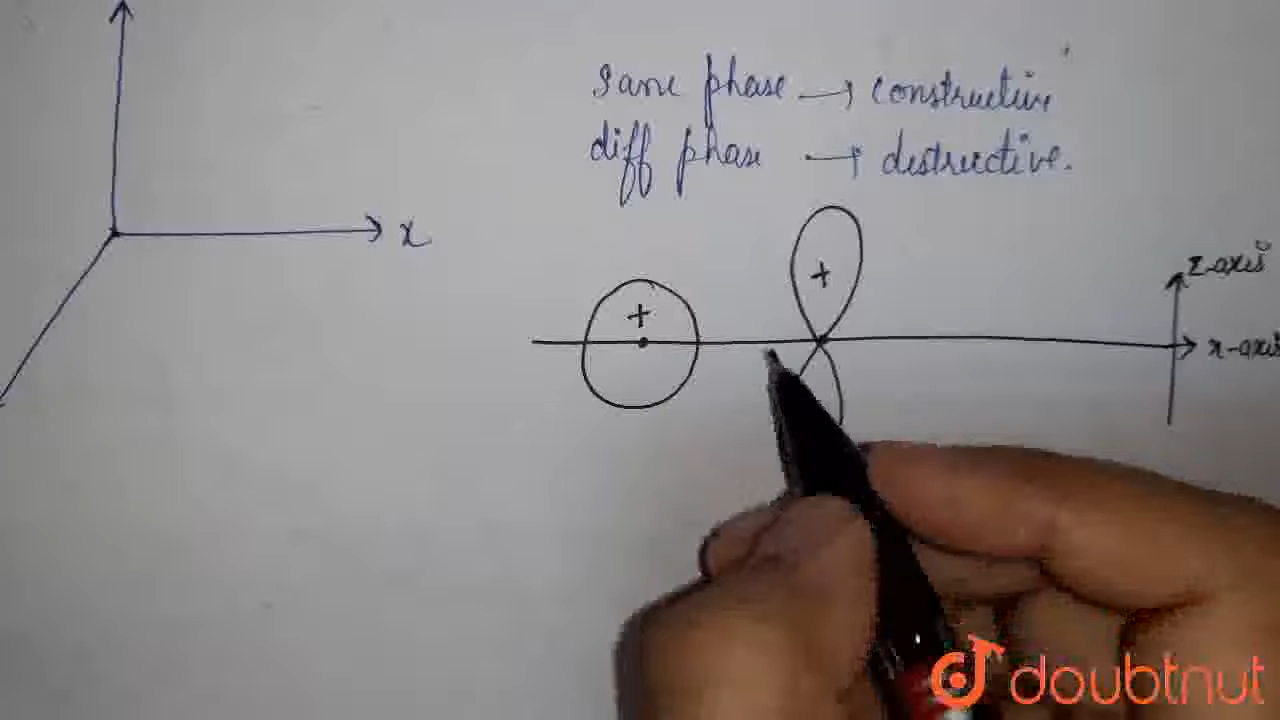 same phase → constructive
diff phase → destructive.
x
z-axis
+
+
x-axis
doubtnut